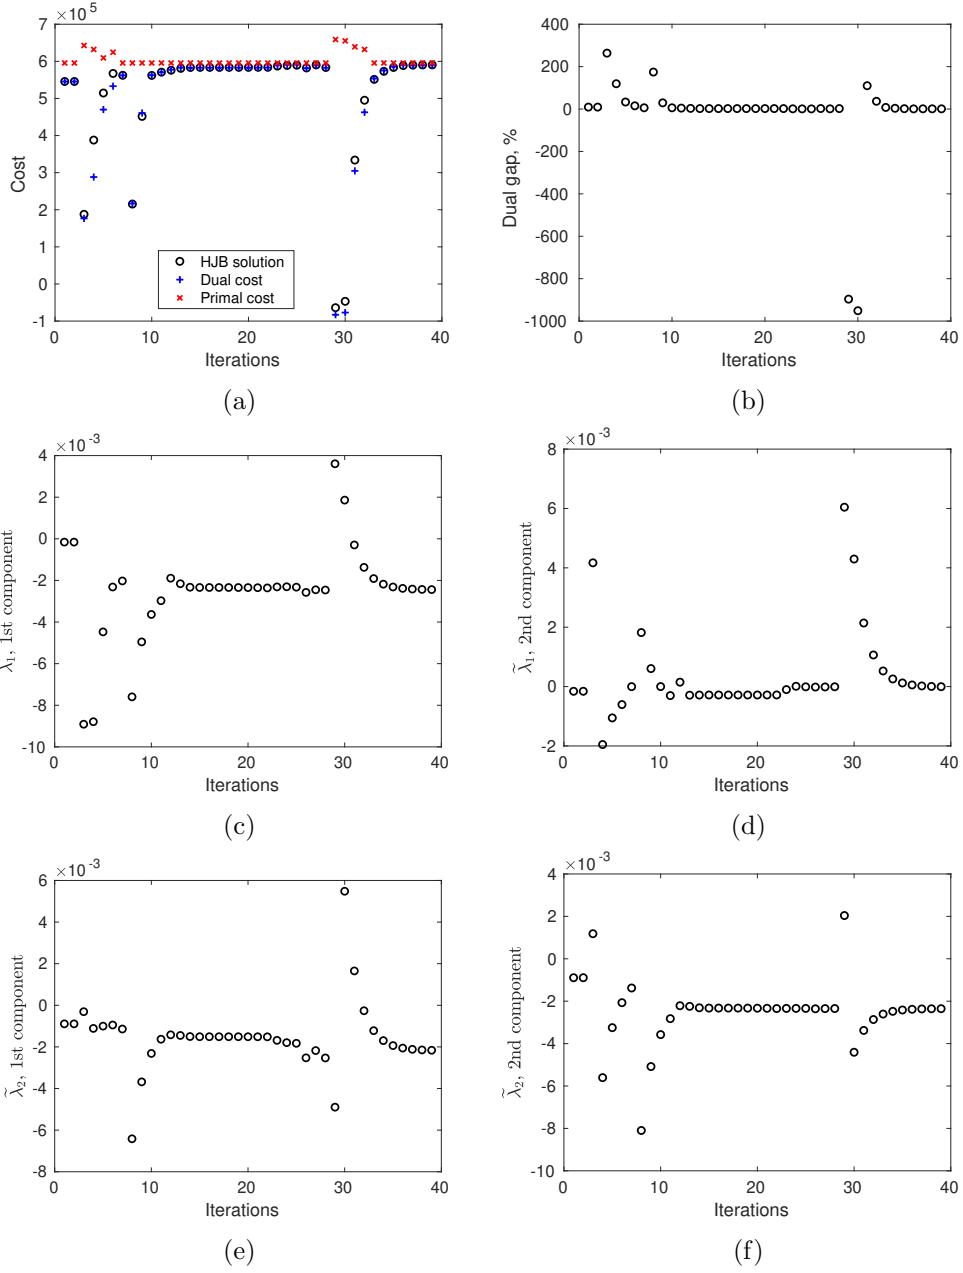 ×10^5
7
6
5
4
3
2
1
0
-1
Cost
HJB solution
Dual cost
Primal cost
0 10 20 30 40
Iterations
(a)
400
200
0
-200
-400
-600
-800
-1000
Dual gap, %
0 10 20 30 40
Iterations
(b)
×10^-3
4
2
0
-2
-4
-6
-8
-10
λ̃₁, 1st component
0 10 20 30 40
Iterations
(c)
×10^-3
8
6
4
2
0
-2
λ̃₁, 2nd component
0 10 20 30 40
Iterations
(d)
×10^-3
6
4
2
0
-2
-4
-6
-8
λ̃₂, 1st component
0 10 20 30 40
Iterations
(e)
×10^-3
4
2
0
-2
-4
-6
-8
-10
λ̃₂, 2nd component
0 10 20 30 40
Iterations
(f)